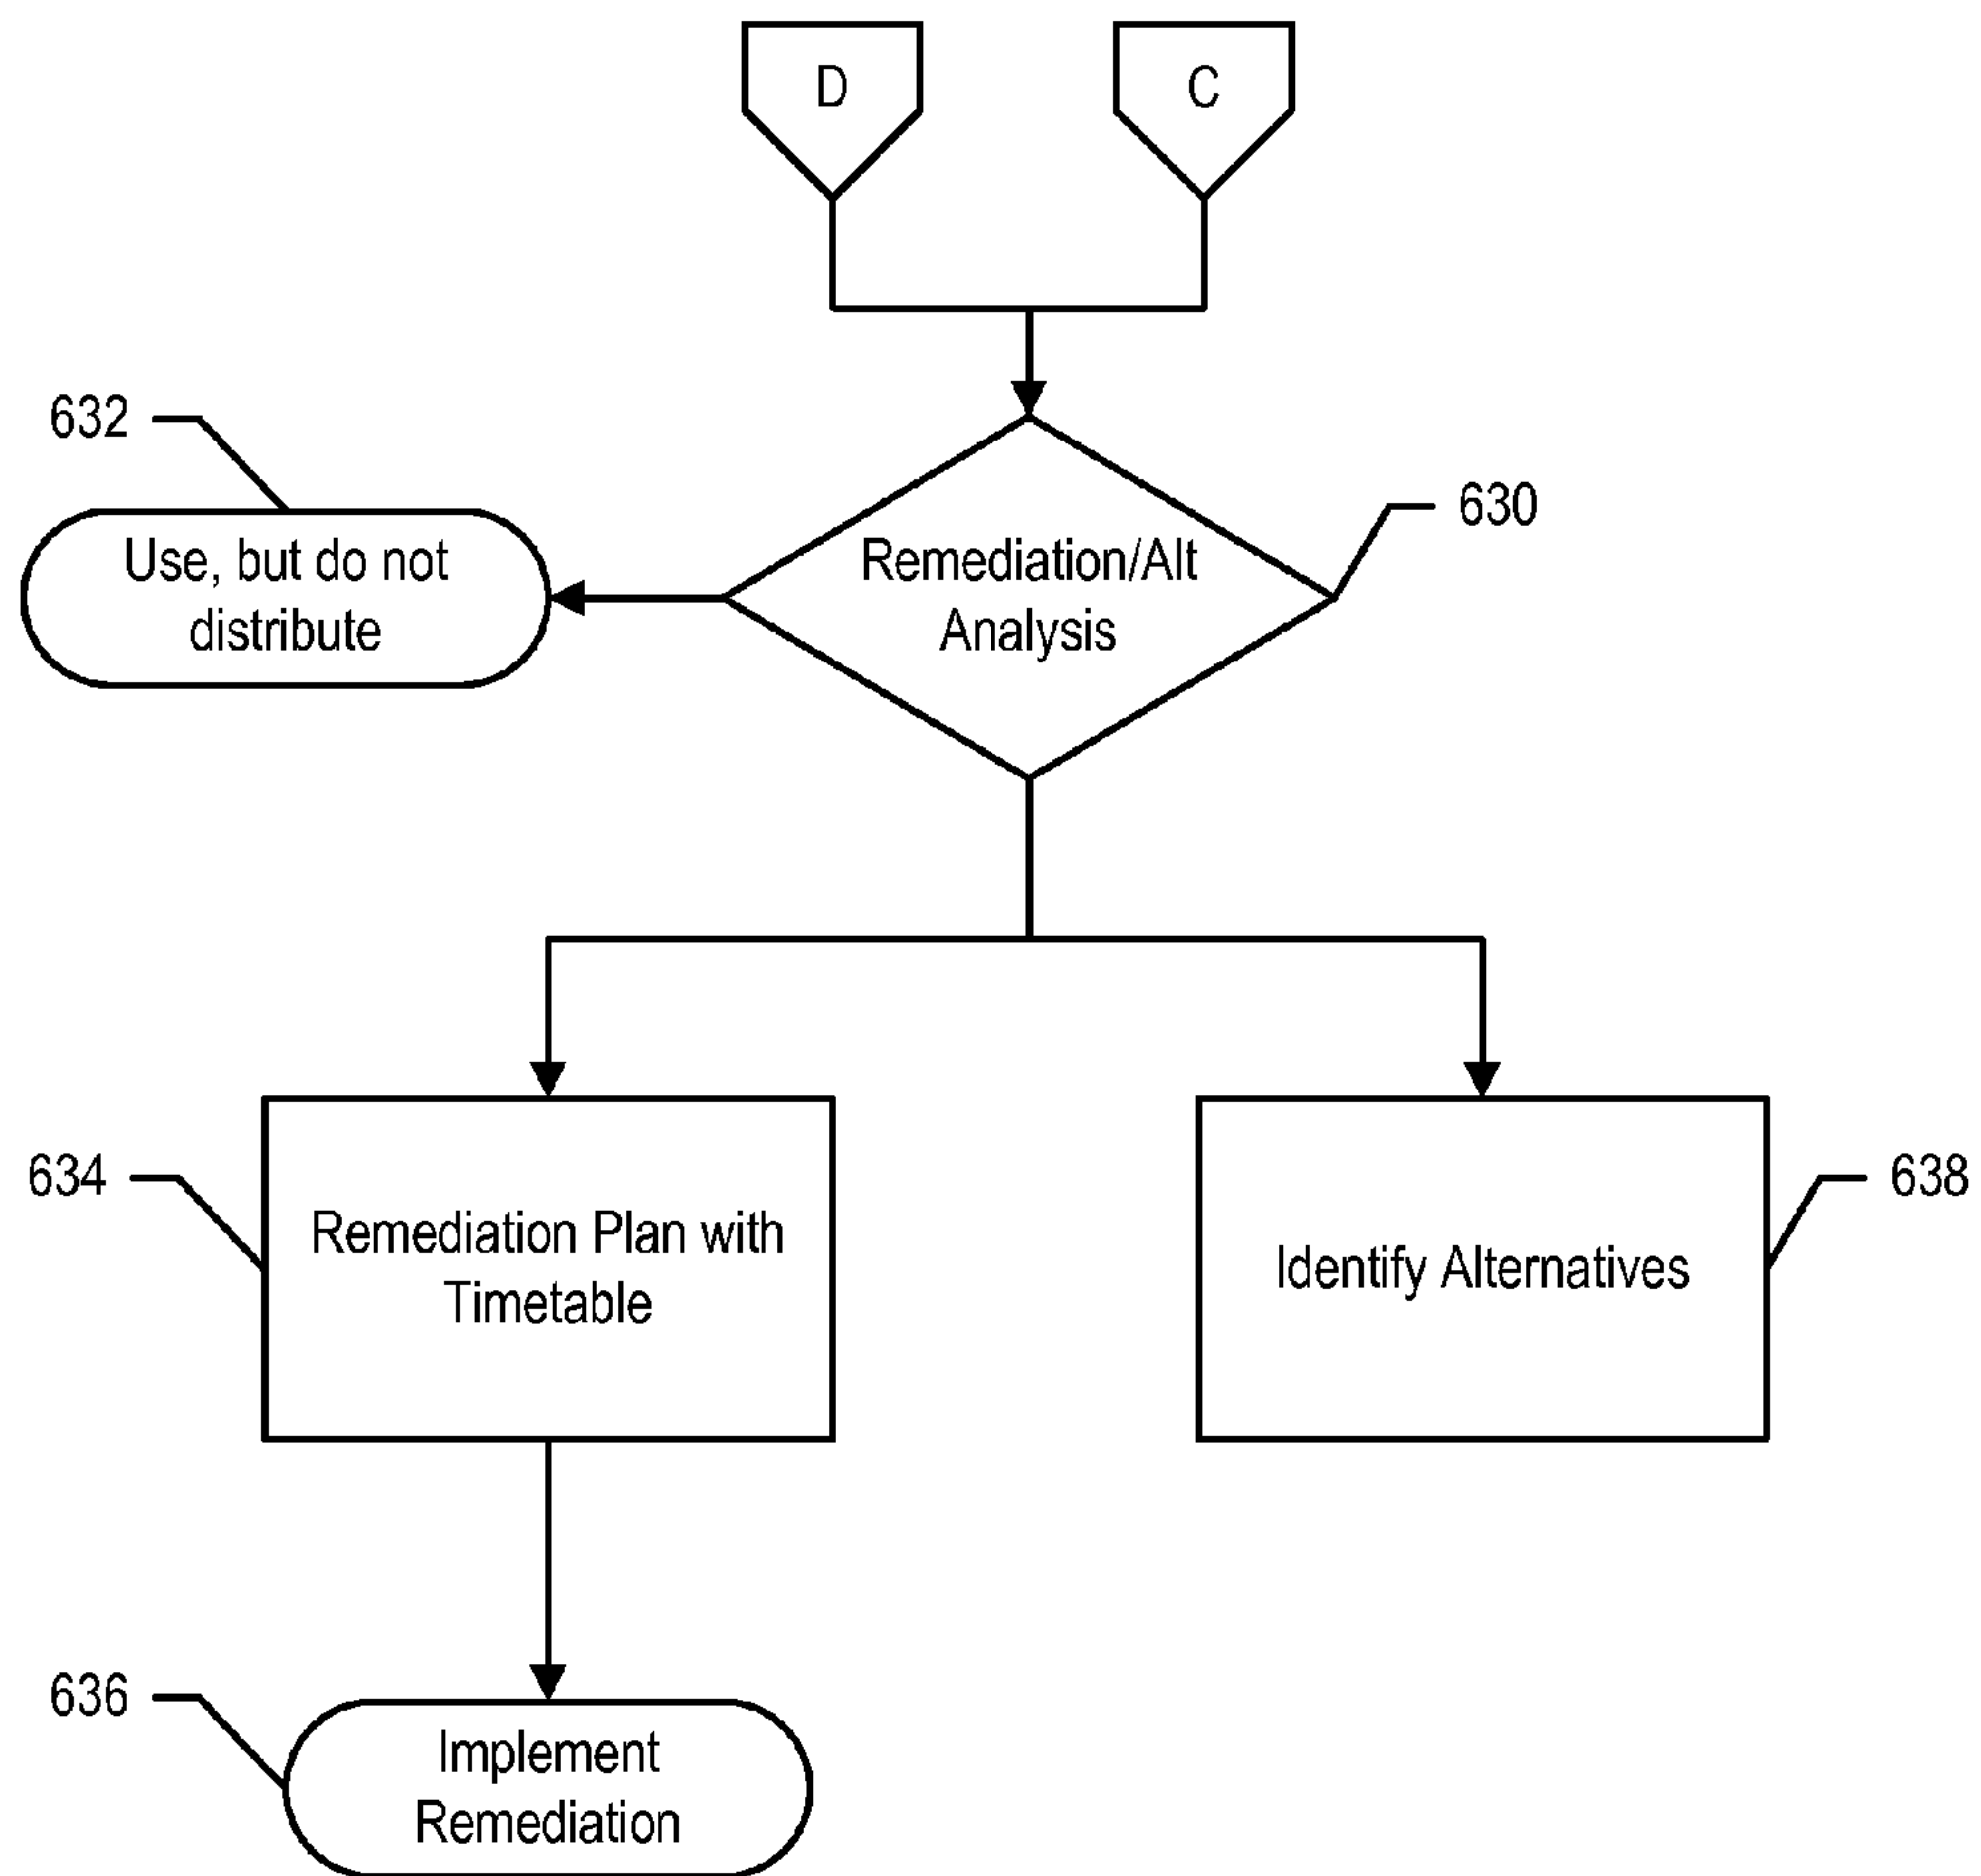 D
C
632
630
Use, but do not
distribute
Remediation/Alt
Analysis
634
638
Remediation Plan with
Timetable
Identify Alternatives
636
Implement
Remediation